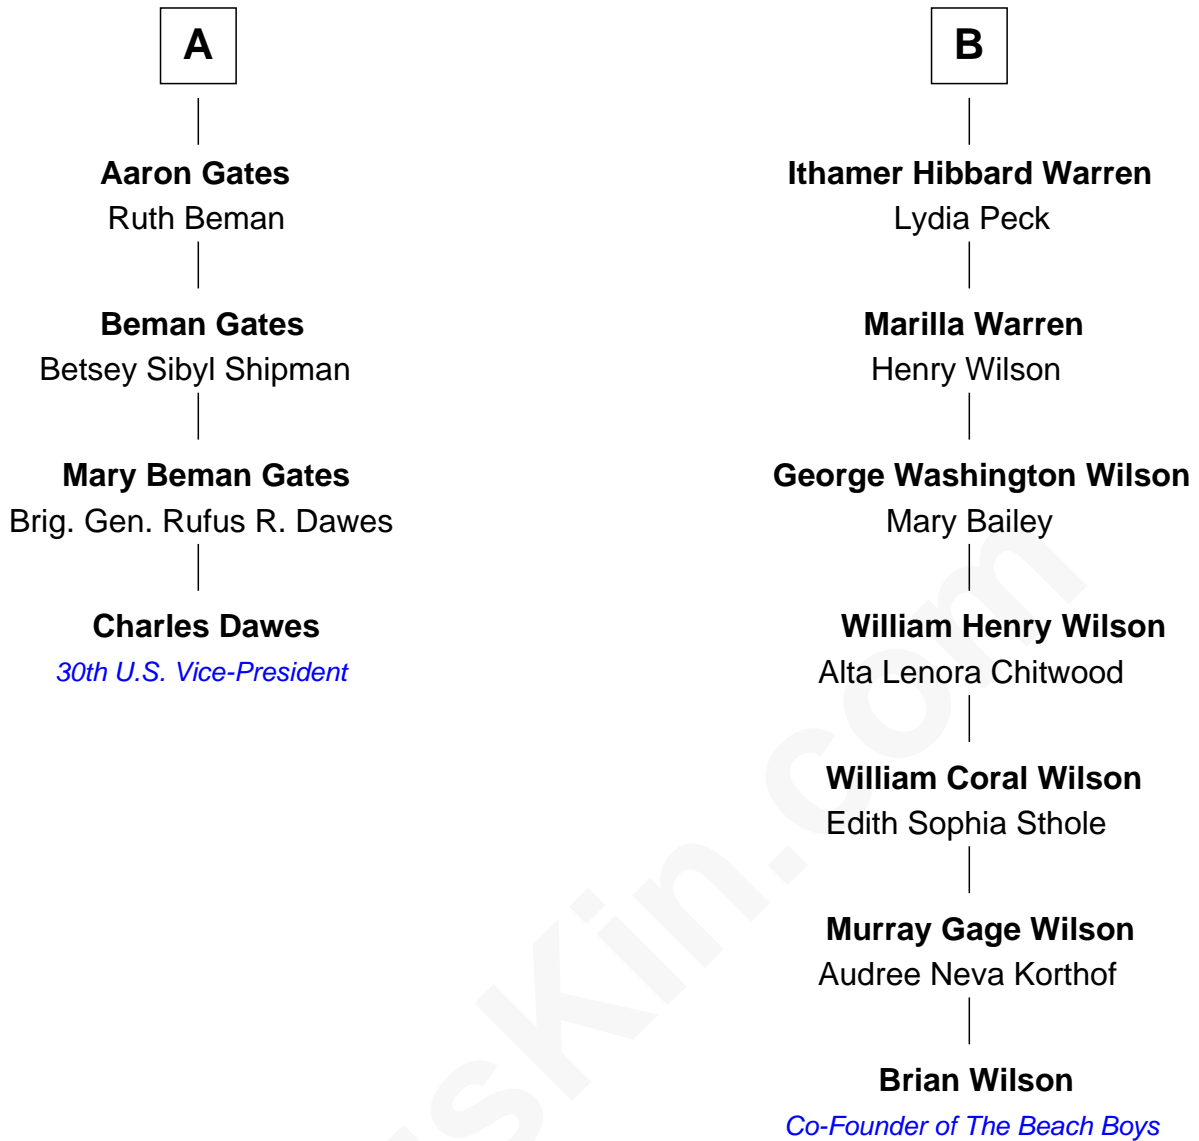 A
Aaron Gates
Ruth Beman
Beman Gates
Betsey Sibyl Shipman
Mary Beman Gates
Brig. Gen. Rufus R. Dawes
Charles Dawes
30th U.S. Vice-President
B
Ithamer Hibbard Warren
Lydia Peck
Marilla Warren
Henry Wilson
George Washington Wilson
Mary Bailey
William Henry Wilson
Alta Lenora Chitwood
William Coral Wilson
Edith Sophia Sthole
Murray Gage Wilson
Audree Neva Korthof
Brian Wilson
Co-Founder of The Beach Boys